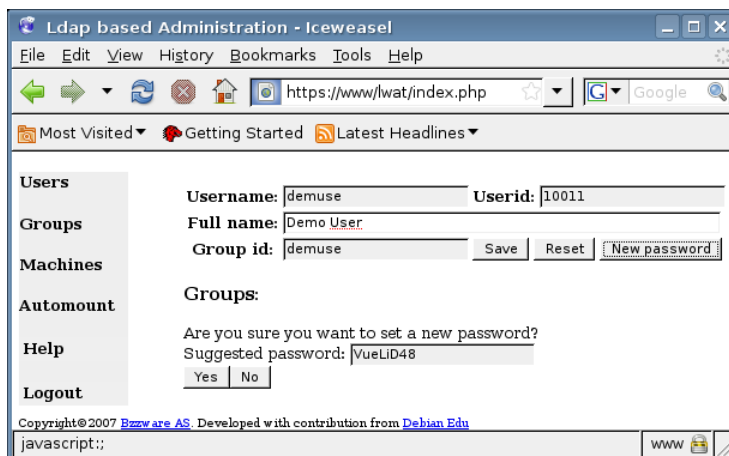 Ldap based Administration - Iceweasel
File Edit View History Bookmarks Tools Help
https://www/lwat/index.php
G Google
Most Visited Getting Started Latest Headlines
Users
Username: demuse Userid: 10011
Groups
Full name: Demo User
Group id: demuse Save Reset New password
Machines
Groups:
Automount
Are you sure you want to set a new password?
Help
Suggested password: VueLiD48
Yes No
Logout
Copyright©2007 Bzzware AS. Developed with contribution from Debian Edu
javascript:; www